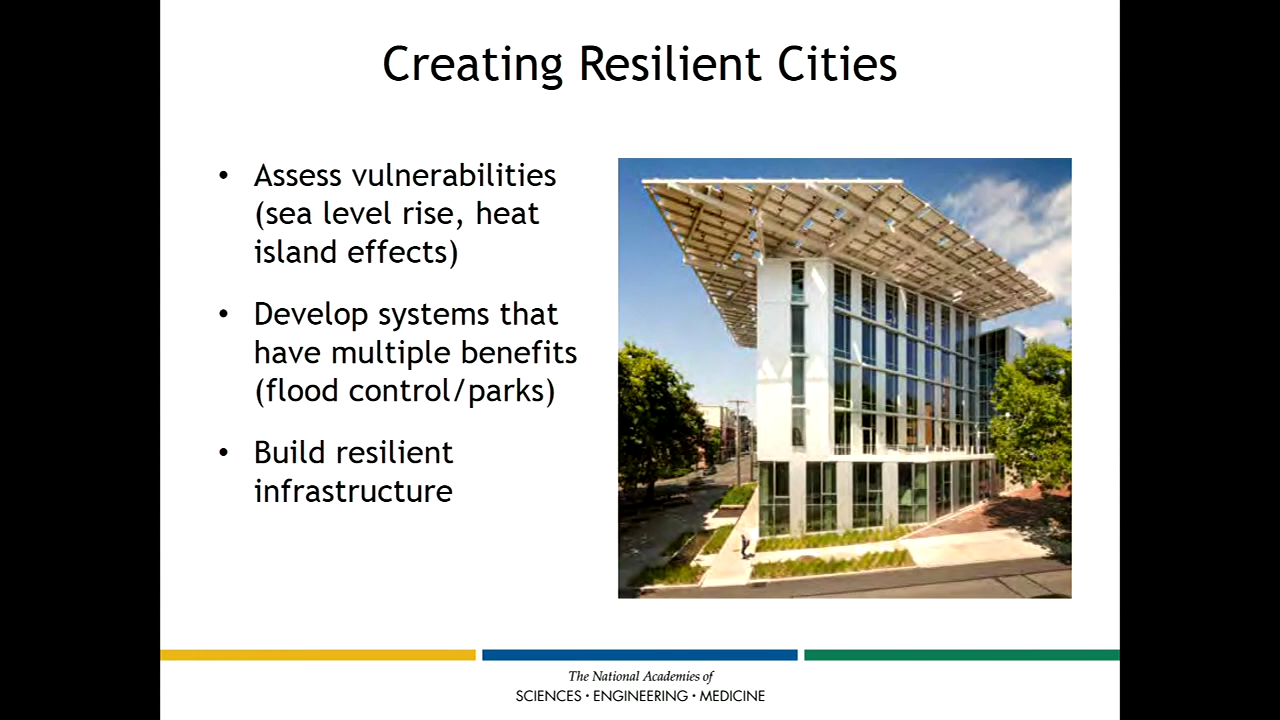 Creating Resilient Cities
• Assess vulnerabilities
(sea level rise, heat
island effects)
• Develop systems that
have multiple benefits
(flood control/parks)
• Build resilient
infrastructure
The National Academies of
SCIENCES • ENGINEERING • MEDICINE